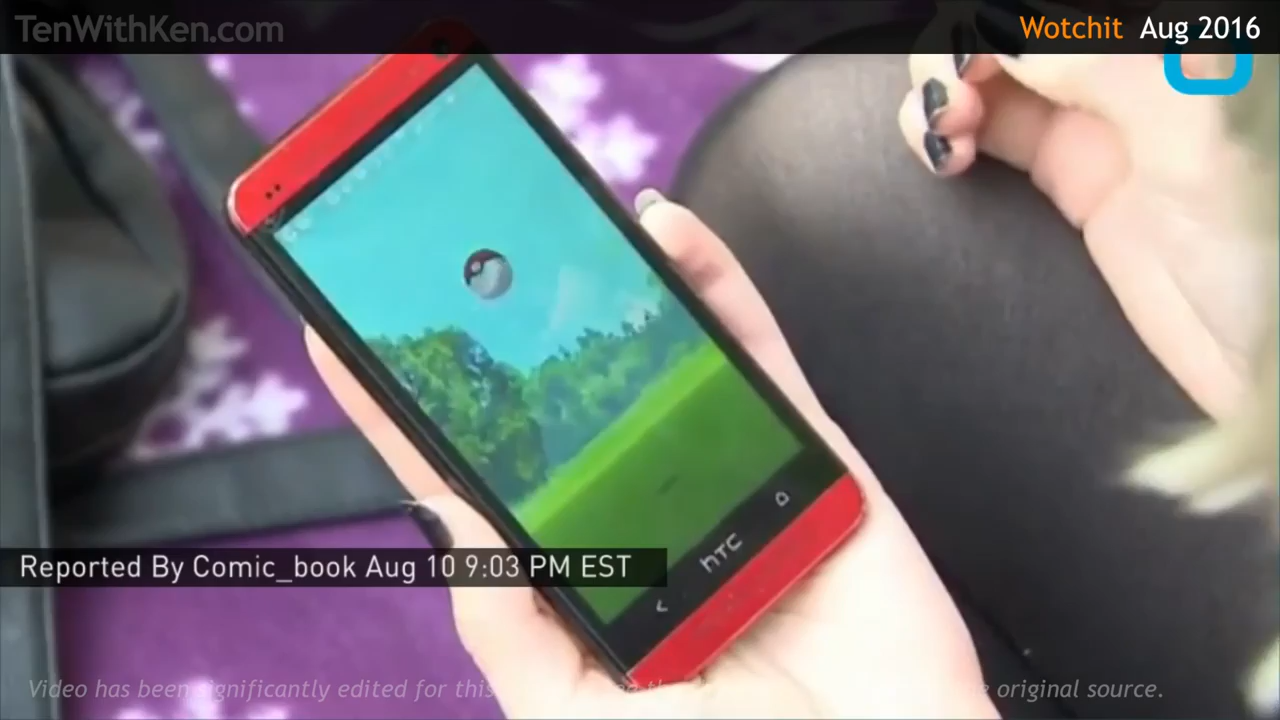 TenWithKen.com
Wotchit Aug 2016
htc
Reported By Comic_book Aug 10 9:03 PM EST
Video has been significantly edited for this original source.